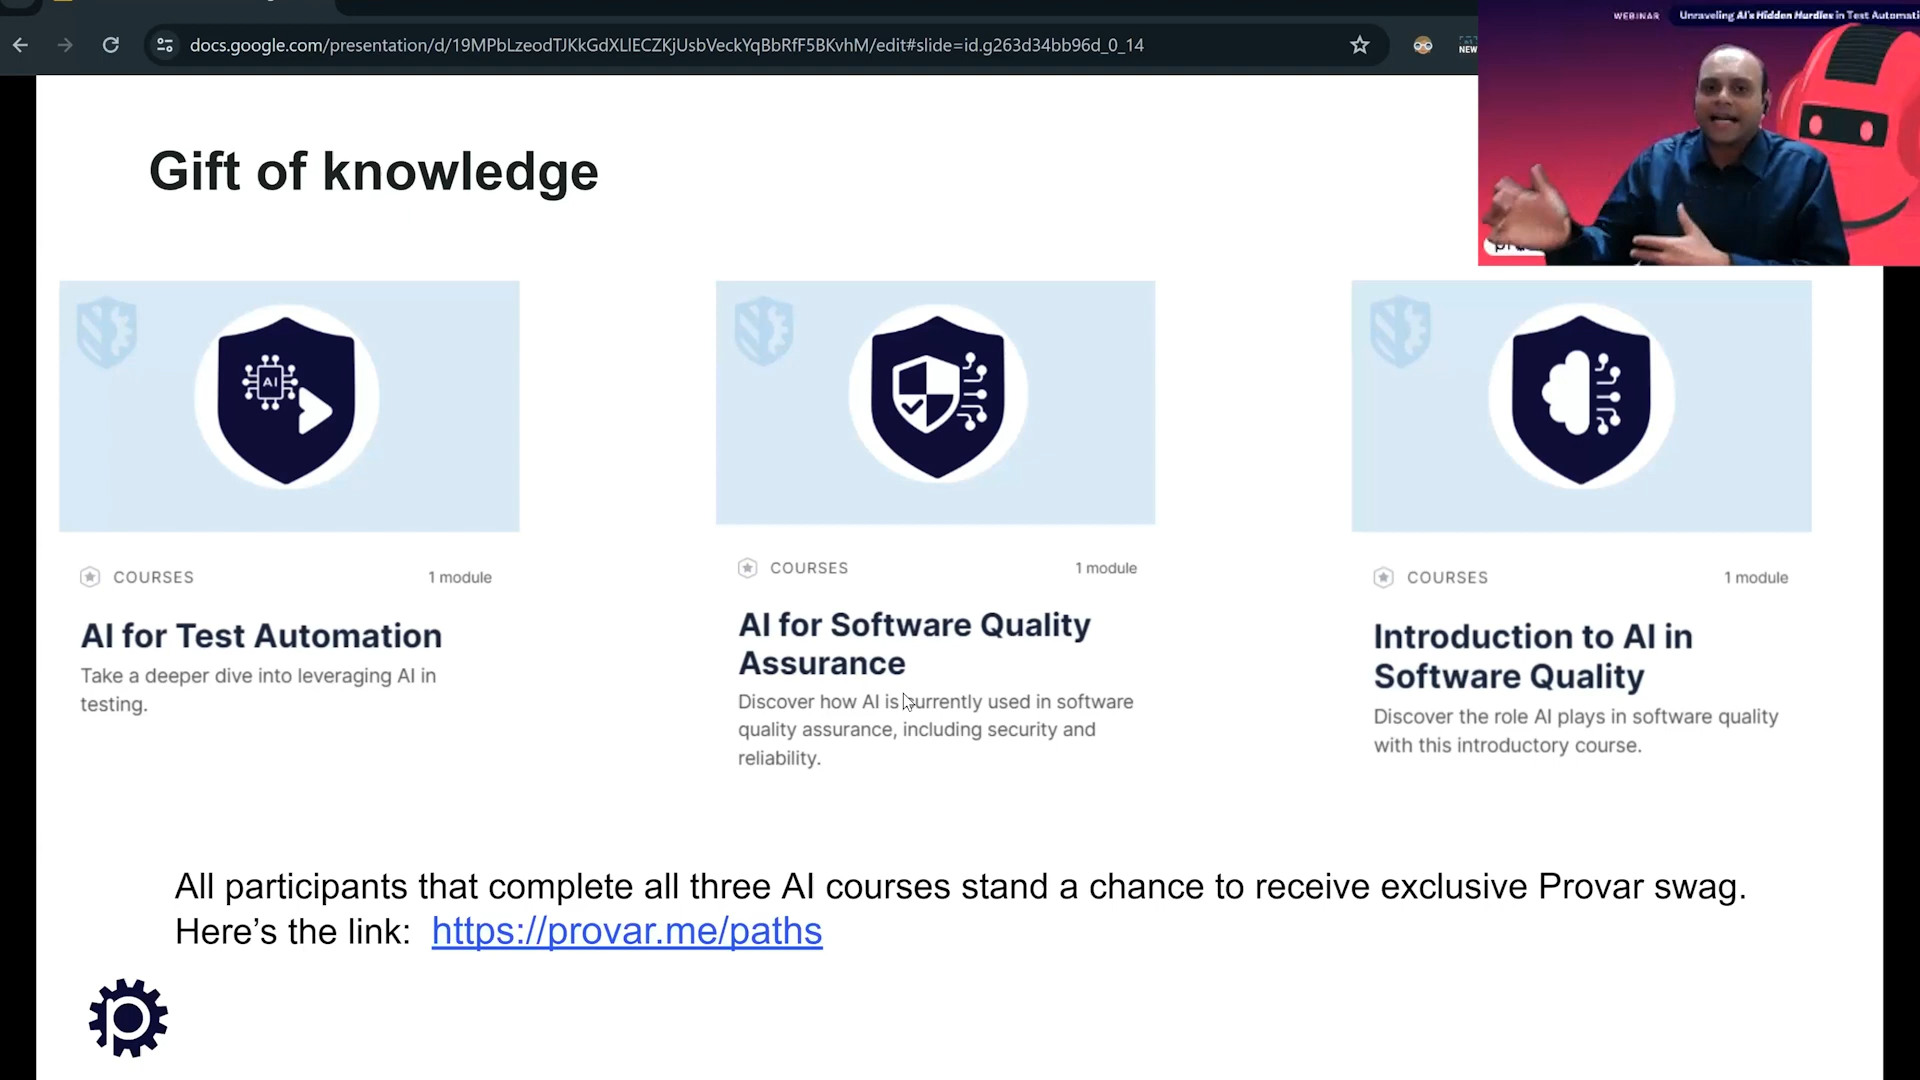 docs.google.com/presentation/d/19MPbLzeodTJKkGdXLlECZKjUsbVeckYqBbRfF5BKvhM/edit#slide=id.g263d34bb96d_0_14
NEW
WEBINAR Unraveling AI's Hidden Hurdles in Test Automati
Gift of knowledge
AI
COURSES 1 module
AI for Test Automation
Take a deeper dive into leveraging AI in
testing.
COURSES 1 module
AI for Software Quality
Assurance
Discover how AI is currently used in software
quality assurance, including security and
reliability.
COURSES 1 module
Introduction to AI in
Software Quality
Discover the role AI plays in software quality
with this introductory course.
All participants that complete all three AI courses stand a chance to receive exclusive Provar swag.
Here’s the link: https://provar.me/paths